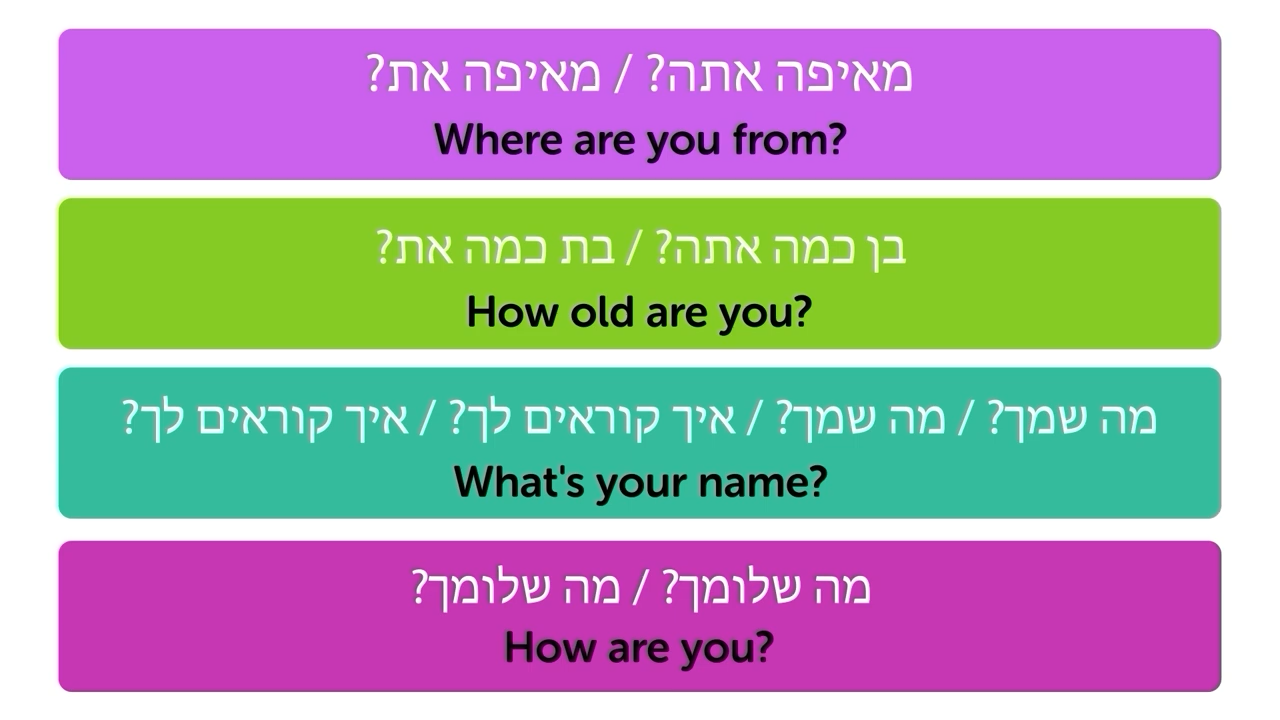 מאיפה אתה? / מאיפה את?
Where are you from?
בן כמה אתה? / בת כמה את?
How old are you?
מה שמך? / מה שמך? / איך קוראים לך? / איך קוראים לך?
What's your name?
מה שלומך? / מה שלומך?
How are you?